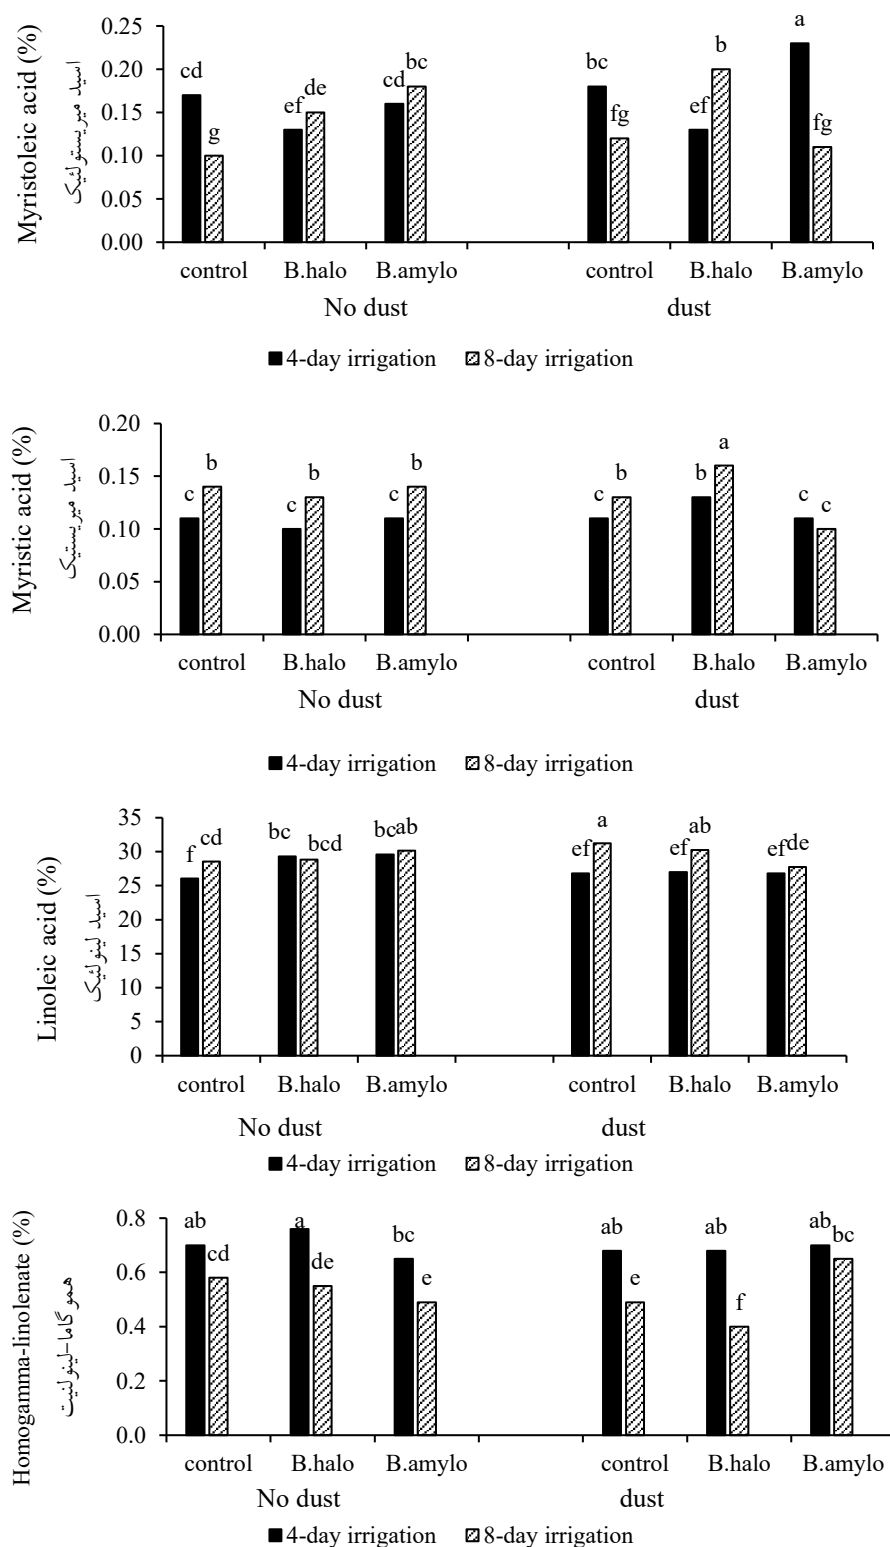 Myristoleic acid (%)
اسید میریستولئیک
0.25
0.20
0.15
0.10
0.05
0.00
cd
g
ef
de
cd
bc
bc
fg
ef
b
a
fg
control
B.halo
B.amylo
control
B.halo
B.amylo
No dust
dust
4-day irrigation
8-day irrigation
Myristic acid (%)
اسید میریستیک
0.20
0.15
0.10
0.05
0.00
c
b
c
b
c
b
c
b
b
a
c
c
control
B.halo
B.amylo
control
B.halo
B.amylo
No dust
dust
4-day irrigation
8-day irrigation
Linoleic acid (%)
اسید لینولئیک
35
30
25
20
15
10
5
0
f
cd
bc
bcd
bc
ab
ef
a
ef
ab
ef
de
control
B.halo
B.amylo
control
B.halo
B.amylo
No dust
dust
4-day irrigation
8-day irrigation
Homogamma-linolenate (%)
هموگاما-لینولنیت
0.8
0.6
0.4
0.2
0.0
ab
cd
a
de
bc
e
ab
e
ab
f
ab
bc
control
B.halo
B.amylo
control
B.halo
B.amylo
No dust
dust
4-day irrigation
8-day irrigation